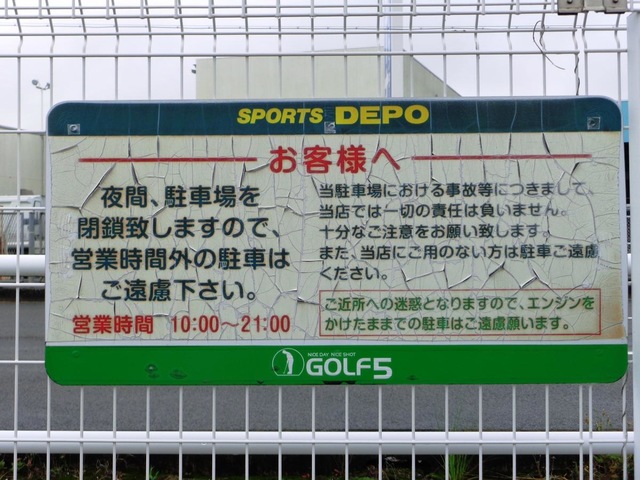 SPORTS DEPO
お客様へ
夜間、駐車場を
閉鎖致しますので、
営業時間外の駐車は
ご遠慮下さい。
営業時間 10:00～21:00
当駐車場における事故等につきまして、
当店では一切の責任は負いません。
十分なご注意をお願い致します。
また、当店にご用のない方は駐車ご遠慮
ください。
ご近所への迷惑となりますので、エンジンを
かけたままでの駐車はご遠慮願います。
NICE DAY NICE SHOT
GOLF5